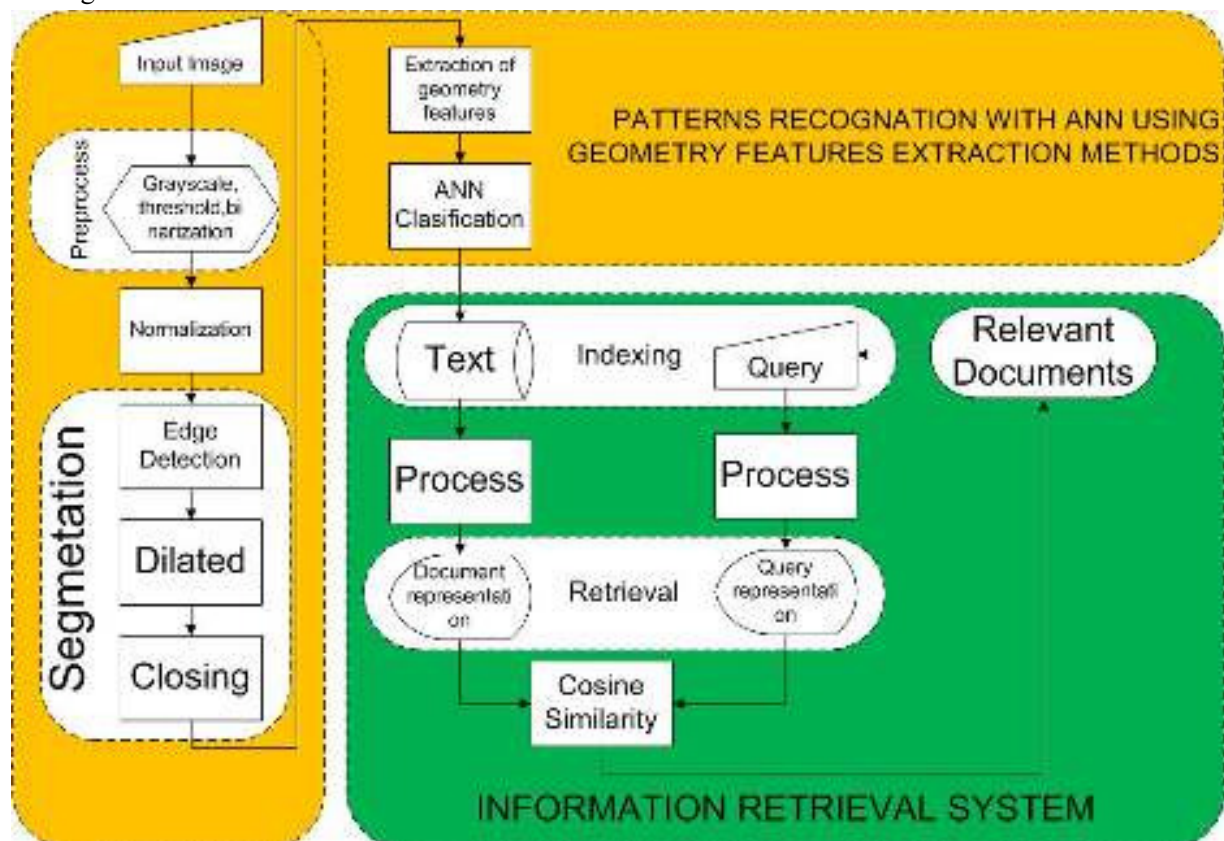 Input Image
Preprocess
Grayscale,
threshold,bi
narization
Normalization
Segmetation
Edge
Detection
Dilated
Closing
Extraction of
geometry
features
ANN
Clasification
PATTERNS RECOGNATION WITH ANN USING
GEOMETRY FEATURES EXTRACTION METHODS
Text
Indexing
Query
Relevant
Documents
Process
Process
Document
representati
on
Retrieval
Query
representati
on
Cosine
Similarity
INFORMATION RETRIEVAL SYSTEM